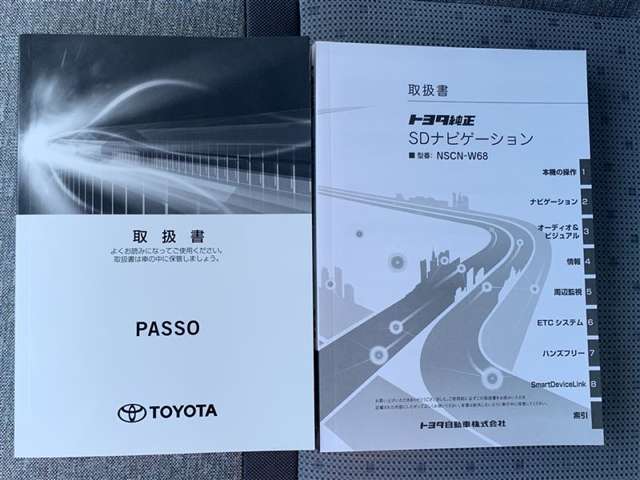 取扱書
よくお読みになってご使用ください。
取扱書は車の中に保管しましょう。
PASSO
TOYOTA
取扱書
トヨタ純正
SDナビゲーション
■ 型番: NSCN-W68
本機の操作 1
ナビゲーション 2
オーディオ&
ビジュアル 3
情報 4
周辺監視 5
ETC システム 6
ハンズフリー 7
SmartDeviceLink 8
索引
トヨタ自動車株式会社